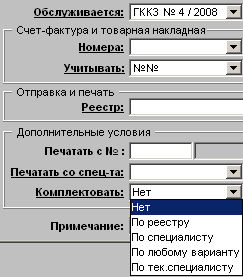 Обслуживается: ГККЗ № 4 / 2008
Счет-фактура и товарная накладная
Номера:
Учитывать: №№
Отправка и печать
Реестр:
Дополнительные условия
Печатать с № :
Печатать со спец-та:
Комплектовать: Нет
Нет
По реестру
Примечание: По специалисту
По любому варианту
По тек.специалисту